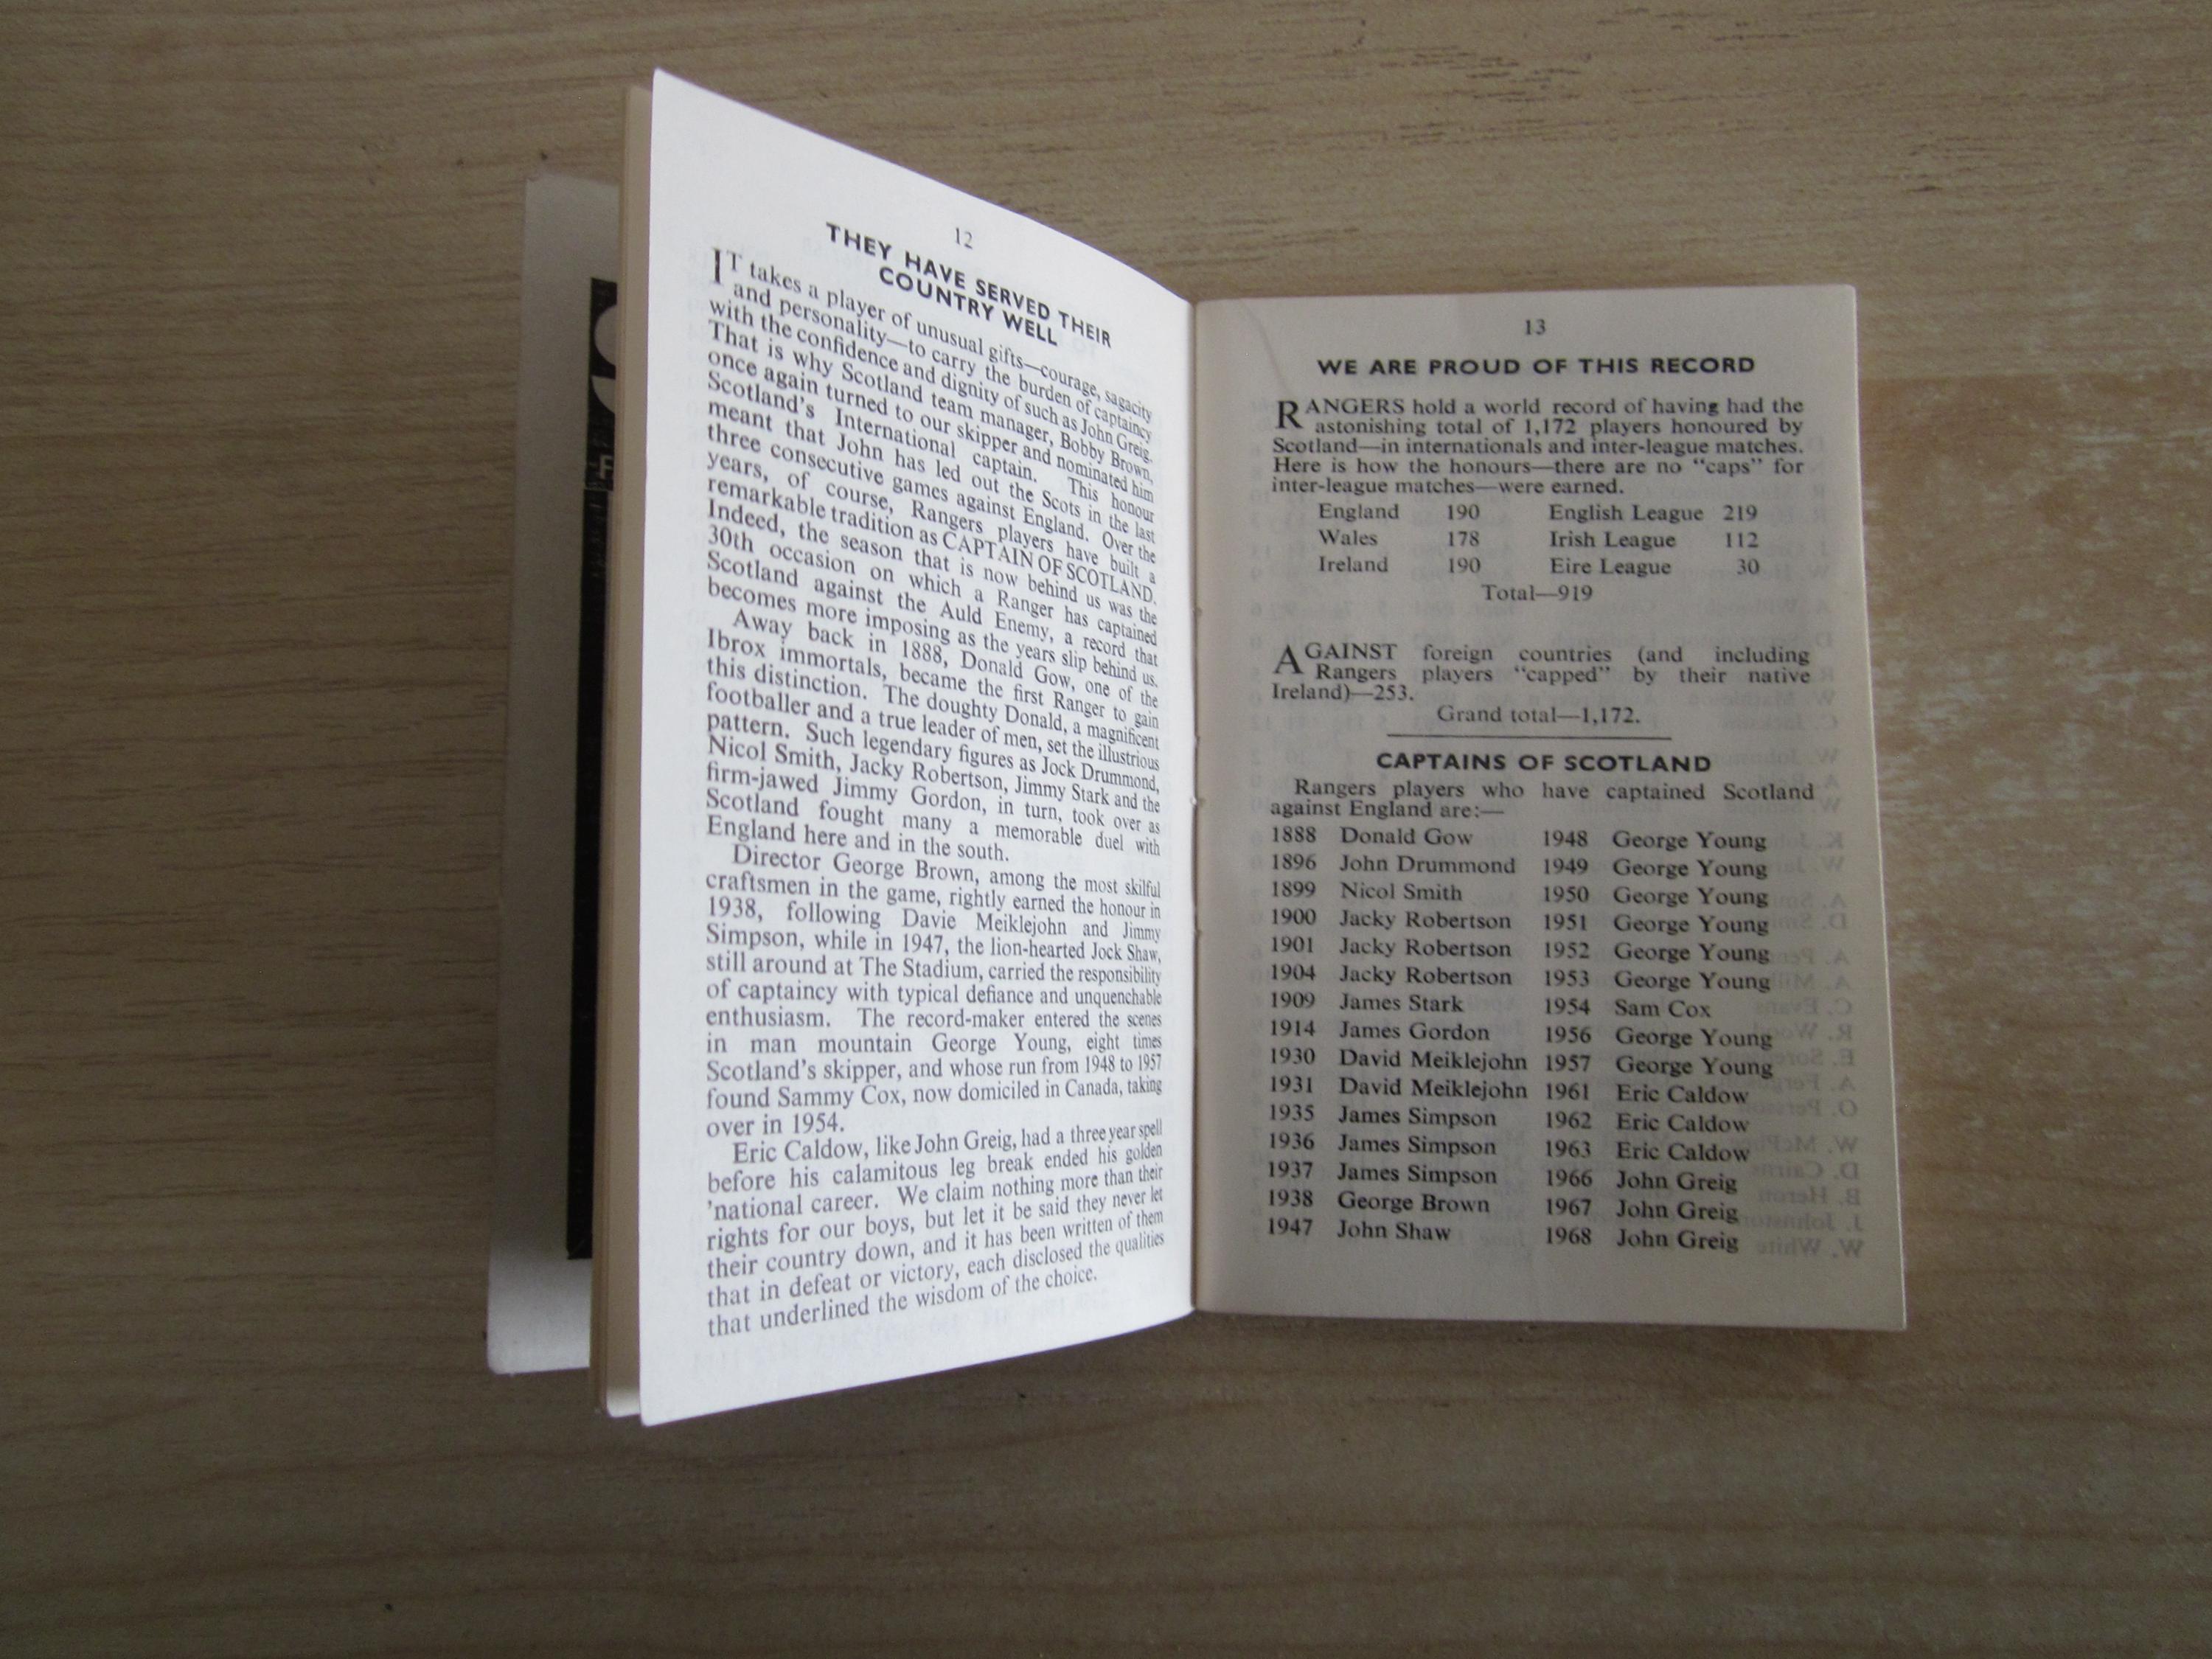 12
THEY HAVE SERVED THEIR
COUNTRY WELL
IT takes a player of unusual gifts—courage, sagacity
and personality—to carry the burden of captaincy
with the confidence and dignity of such as John Greig.
That is why Scotland team manager, Bobby Brown,
once again turned to our skipper and nominated him
Scotland's International captain. This honour
meant that John has led out the Scots in the last
three consecutive games against England. Over the
years, of course, Rangers players have built a
remarkable tradition as CAPTAIN OF SCOTLAND.
Indeed, the season that is now behind us was the
30th occasion on which a Ranger has captained
Scotland against the Auld Enemy, a record that
becomes more imposing as the years slip behind us.
Away back in 1888, Donald Gow, one of the
Ibrox immortals, became the first Ranger to gain
this distinction. The doughty Donald, a magnificent
footballer and a true leader of men, set the illustrious
pattern. Such legendary figures as Jock Drummond,
Nicol Smith, Jacky Robertson, Jimmy Stark and the
firm-jawed Jimmy Gordon, in turn, took over as
Scotland fought many a memorable duel with
England here and in the south.
Director George Brown, among the most skilful
craftsmen in the game, rightly earned the honour in
1938, following Davie Meiklejohn and Jimmy
Simpson, while in 1947, the lion-hearted Jock Shaw,
still around at The Stadium, carried the responsibility
of captaincy with typical defiance and unquenchable
enthusiasm. The record-maker entered the scenes
in man mountain George Young, eight times
Scotland's skipper, and whose run from 1948 to 1957
found Sammy Cox, now domiciled in Canada, taking
over in 1954.
Eric Caldow, like John Greig, had a three year spell
before his calamitous leg break ended his golden
'national career. We claim nothing more than their
rights for our boys, but let it be said they never let
their country down, and it has been written of them
that in defeat or victory, each disclosed the qualities
that underlined the wisdom of the choice.
13
WE ARE PROUD OF THIS RECORD
RANGERS hold a world record of having had the
astonishing total of 1,172 players honoured by
Scotland—in internationals and inter-league matches.
Here is how the honours—there are no "caps" for
inter-league matches—were earned.
England 190 English League 219
Wales 178 Irish League 112
Ireland 190 Eire League 30
Total—919
AGAINST foreign countries (and including
Rangers players "capped" by their native
Ireland)—253.
Grand total—1,172.
CAPTAINS OF SCOTLAND
Rangers players who have captained Scotland
against England are:—
1888 Donald Gow 1948 George Young
1896 John Drummond 1949 George Young
1899 Nicol Smith 1950 George Young
1900 Jacky Robertson 1951 George Young
1901 Jacky Robertson 1952 George Young
1904 Jacky Robertson 1953 George Young
1909 James Stark 1954 Sam Cox
1914 James Gordon 1956 George Young
1930 David Meiklejohn 1957 George Young
1931 David Meiklejohn 1961 Eric Caldow
1935 James Simpson 1962 Eric Caldow
1936 James Simpson 1963 Eric Caldow
1937 James Simpson 1966 John Greig
1938 George Brown 1967 John Greig
1947 John Shaw 1968 John Greig